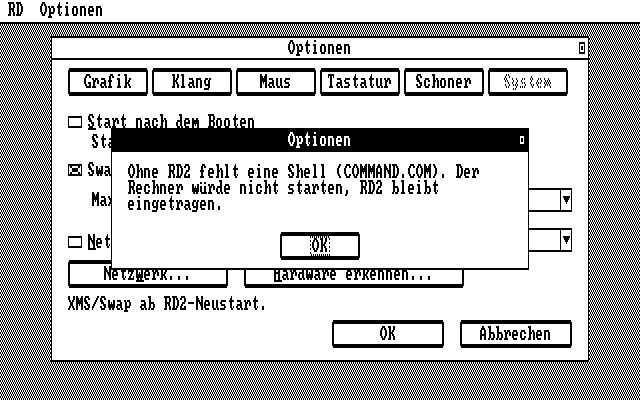 RD Optionen
Optionen
Grafik Klang Maus Tastatur Schoner System
Start nach dem Booten
Optionen
Ohne RD2 fehlt eine Shell (COMMAND.COM). Der
Rechner würde nicht starten, RD2 bleibt
eingetragen.
OK
Netzwerk... Hardware erkennen...
XMS/Swap ab RD2-Neustart.
OK Abbrechen